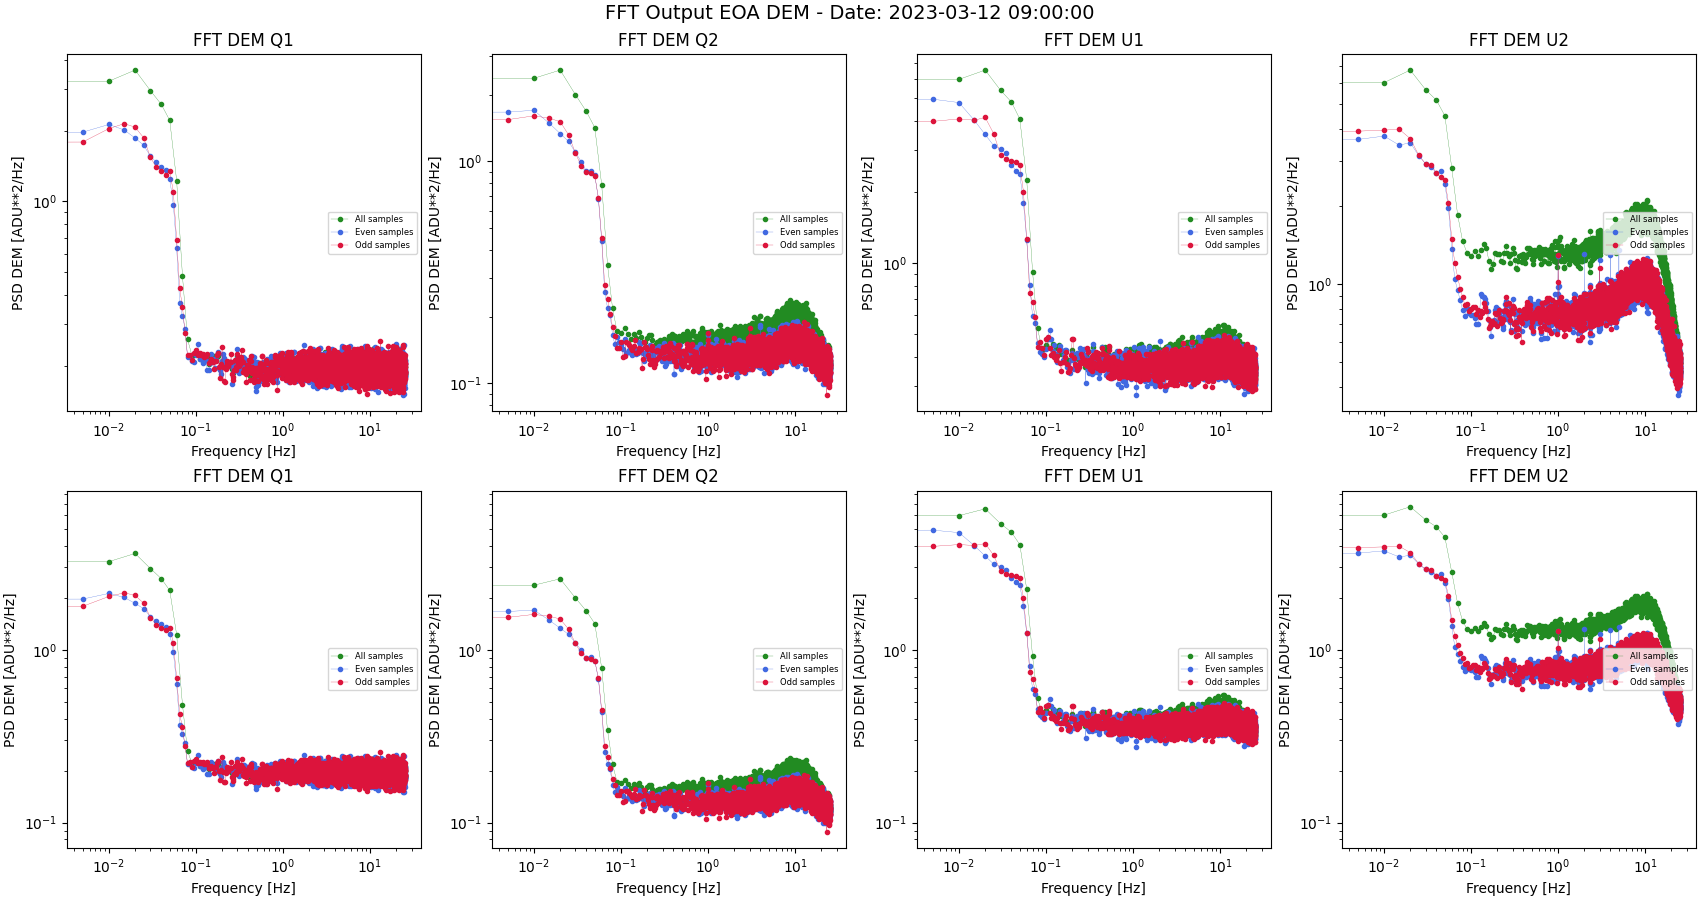 FFT Output EOA DEM - Date: 2023-03-12 09:00:00
FFT DEM Q1
PSD DEM [ADU**2/Hz]
10⁰
All samples
Even samples
Odd samples
10⁻² 10⁻¹ 10⁰ 10¹
Frequency [Hz]
FFT DEM Q2
PSD DEM [ADU**2/Hz]
10⁰
10⁻¹
All samples
Even samples
Odd samples
10⁻² 10⁻¹ 10⁰ 10¹
Frequency [Hz]
FFT DEM U1
PSD DEM [ADU**2/Hz]
10⁰
All samples
Even samples
Odd samples
10⁻² 10⁻¹ 10⁰ 10¹
Frequency [Hz]
FFT DEM U2
PSD DEM [ADU**2/Hz]
10⁰
All samples
Even samples
Odd samples
10⁻² 10⁻¹ 10⁰ 10¹
Frequency [Hz]
FFT DEM Q1
PSD DEM [ADU**2/Hz]
10⁰
10⁻¹
All samples
Even samples
Odd samples
10⁻² 10⁻¹ 10⁰ 10¹
Frequency [Hz]
FFT DEM Q2
PSD DEM [ADU**2/Hz]
10⁰
10⁻¹
All samples
Even samples
Odd samples
10⁻² 10⁻¹ 10⁰ 10¹
Frequency [Hz]
FFT DEM U1
PSD DEM [ADU**2/Hz]
10⁰
10⁻¹
All samples
Even samples
Odd samples
10⁻² 10⁻¹ 10⁰ 10¹
Frequency [Hz]
FFT DEM U2
PSD DEM [ADU**2/Hz]
10⁰
10⁻¹
All samples
Even samples
Odd samples
10⁻² 10⁻¹ 10⁰ 10¹
Frequency [Hz]